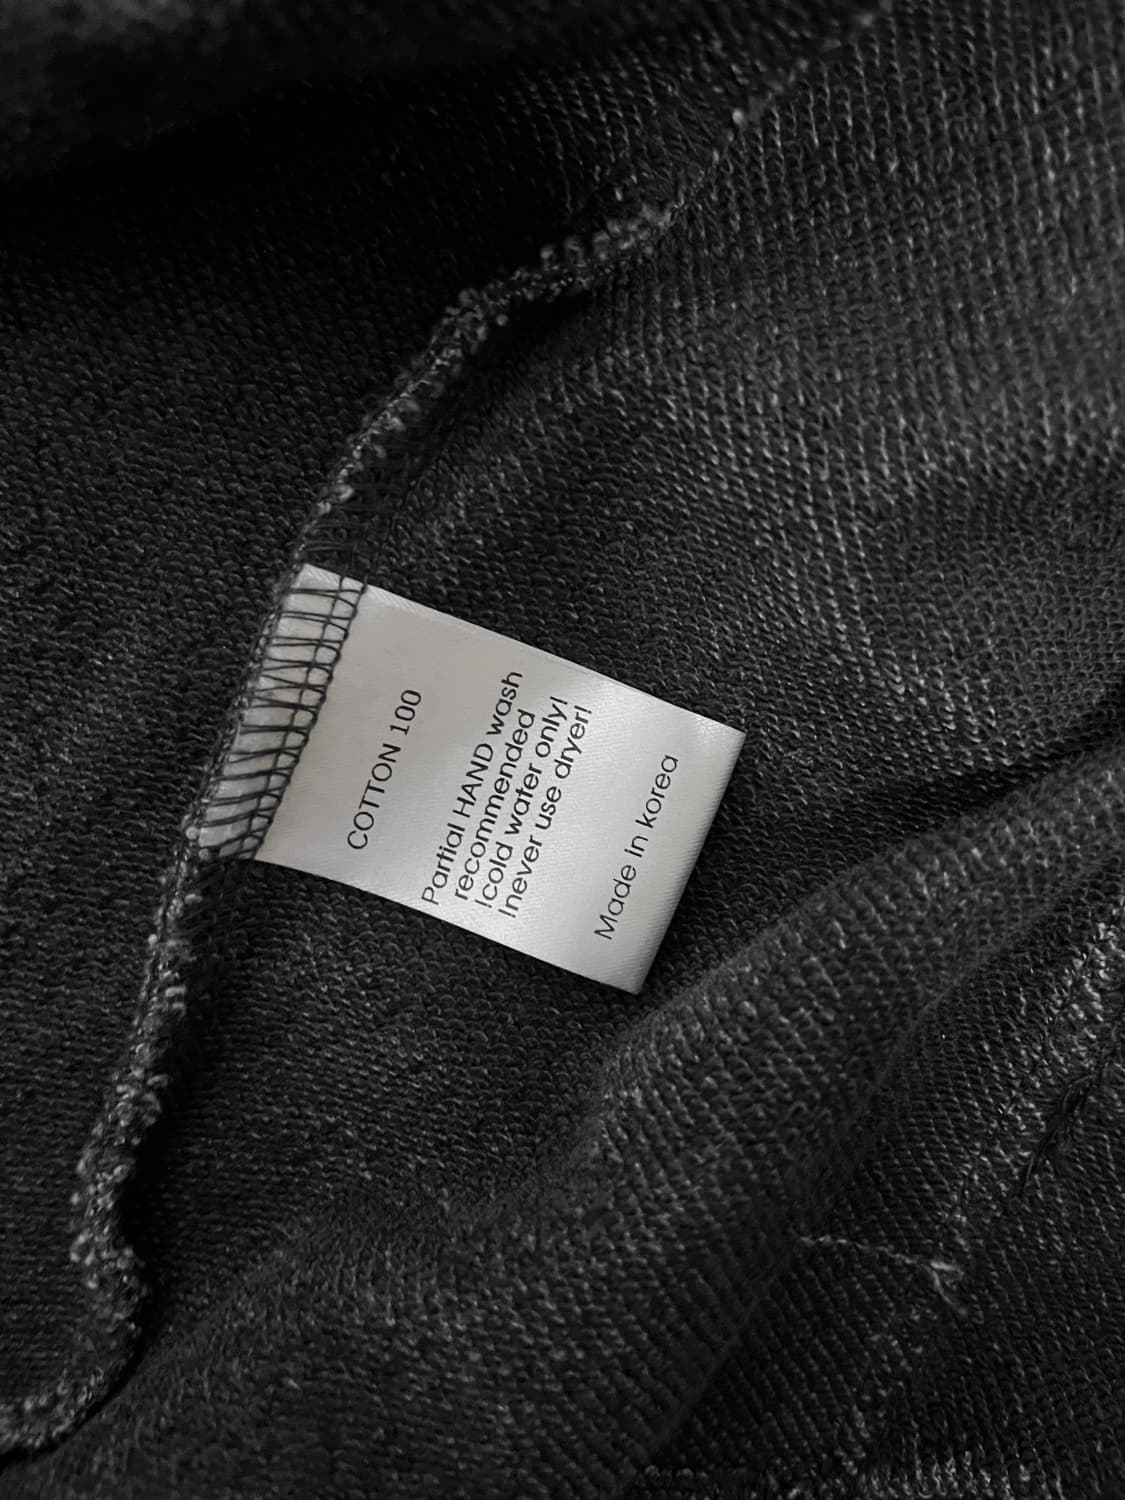 COTTON 100
Partial HAND wash
recommended
!cold water only!
!never use dryer!
Made in korea